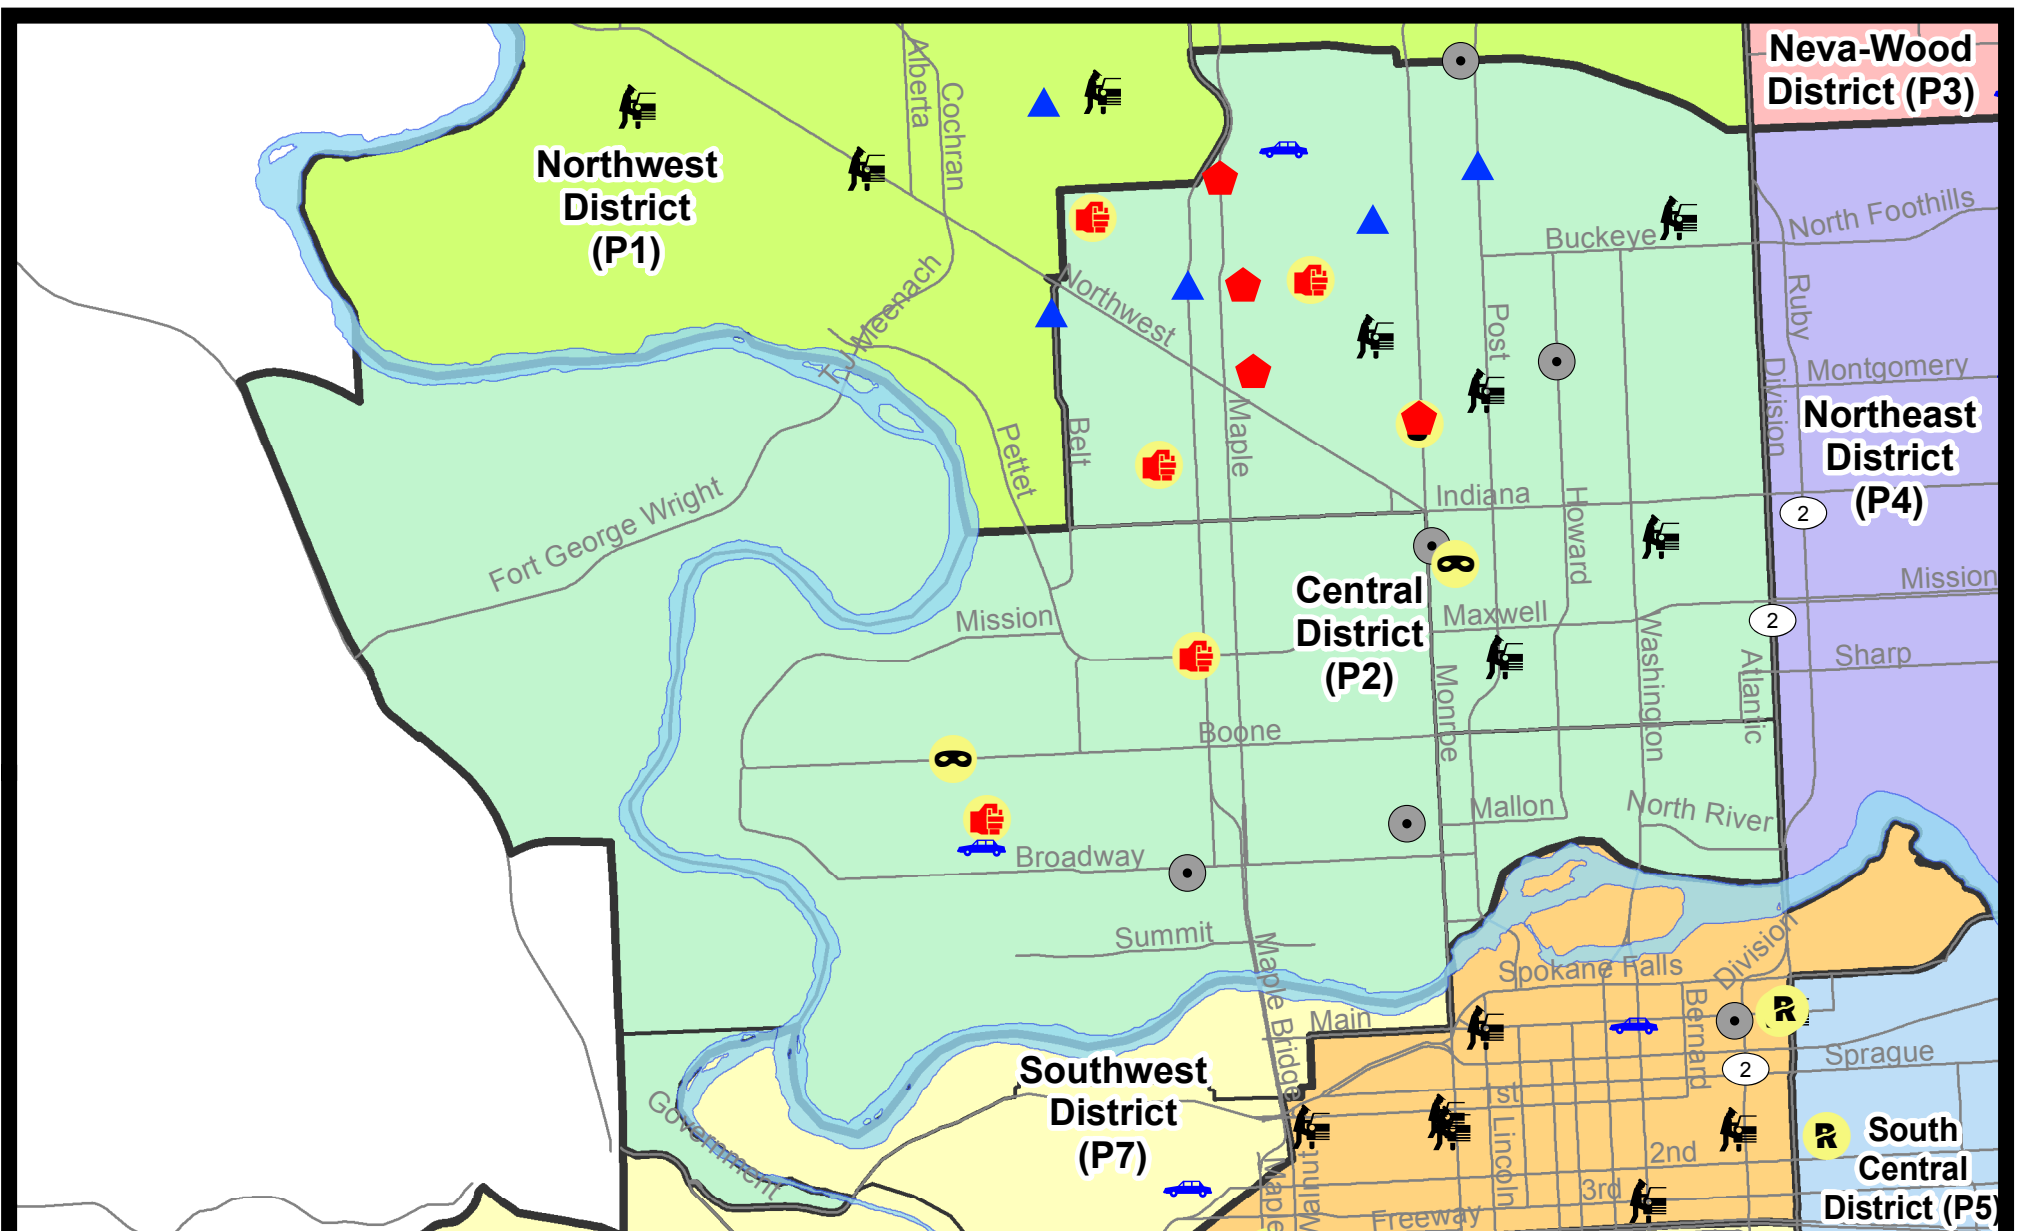 Neva-Wood
District (P3)
Alberta
Cochran
Northwest
District
(P1)
North Foothills
Buckeye
Ruby
T J Meenach
Northwest
Post
Montgomery
Division
Northeast
District
(P4)
Maple
Belt
Pettet
Fort George Wright
Indiana
Howard
2
Mission
Central
District
(P2)
Maxwell
Mission
2
Washington
Sharp
Atlantic
Monroe
Boone
Mallon
North River
Broadway
Summit
Maple Bridge
Spokane Falls
Division
Bernard
Main
R
Southwest
District
(P7)
Sprague
2
1st
Lincoln
Government
R
South
Central
District (P5)
2nd
3rd
Maple
Walnut
Freeway